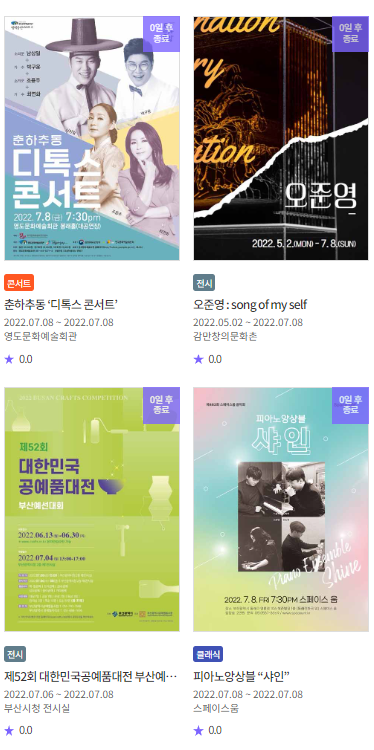 0일 후
종료
춘하추동
디톡스
콘서트
2022. 7.8(금) 7:30pm
영도문화예술회관 봉래홀(대공연장)
콘서트
춘하추동 ‘디톡스 콘서트’
2022.07.08 ~ 2022.07.08
영도문화예술회관
★ 0.0
0일 후
종료
오준영
2022. 5. 2.(MON) - 7. 8.(SUN)
전시
오준영 : song of my self
2022.05.02 ~ 2022.07.08
감만창의문화촌
★ 0.0
0일 후
종료
2022 BUSAN CRAFTS COMPETITION
제52회
대한민국
공예품대전
부산예선대회
2022.06.13 - 06.30
2022.07.04
전시
제52회 대한민국공예품대전 부산예…
2022.07.06 ~ 2022.07.08
부산시청 전시실
★ 0.0
0일 후
종료
피아노앙상블
샤인
Piano Ensemble
Shine
2022. 7. 8. FRI 7:30PM 스페이스 움
클래식
피아노앙상블 “샤인”
2022.07.08 ~ 2022.07.08
스페이스움
★ 0.0